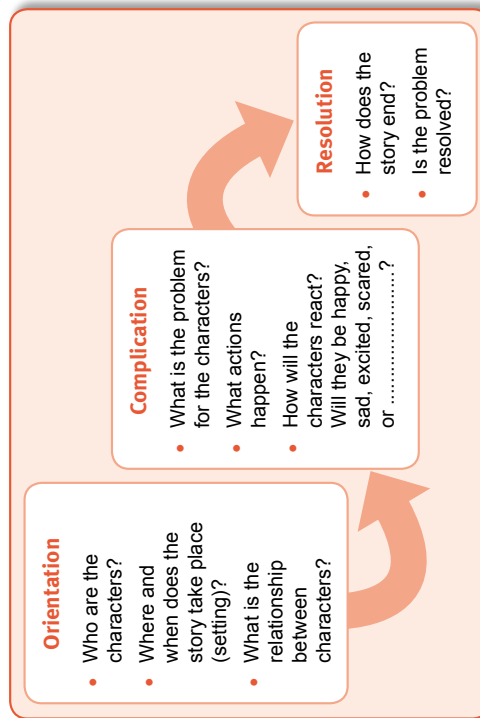 Orientation
• Who are the
characters?
• Where and
when does the
story take place
(setting)?
• What is the
relationship
between
characters?
Complication
• What is the problem
for the characters?
• What actions
happen?
• How will the
characters react?
Will they be happy,
sad, excited, scared,
or ............................?
Resolution
• How does the
story end?
• Is the problem
resolved?